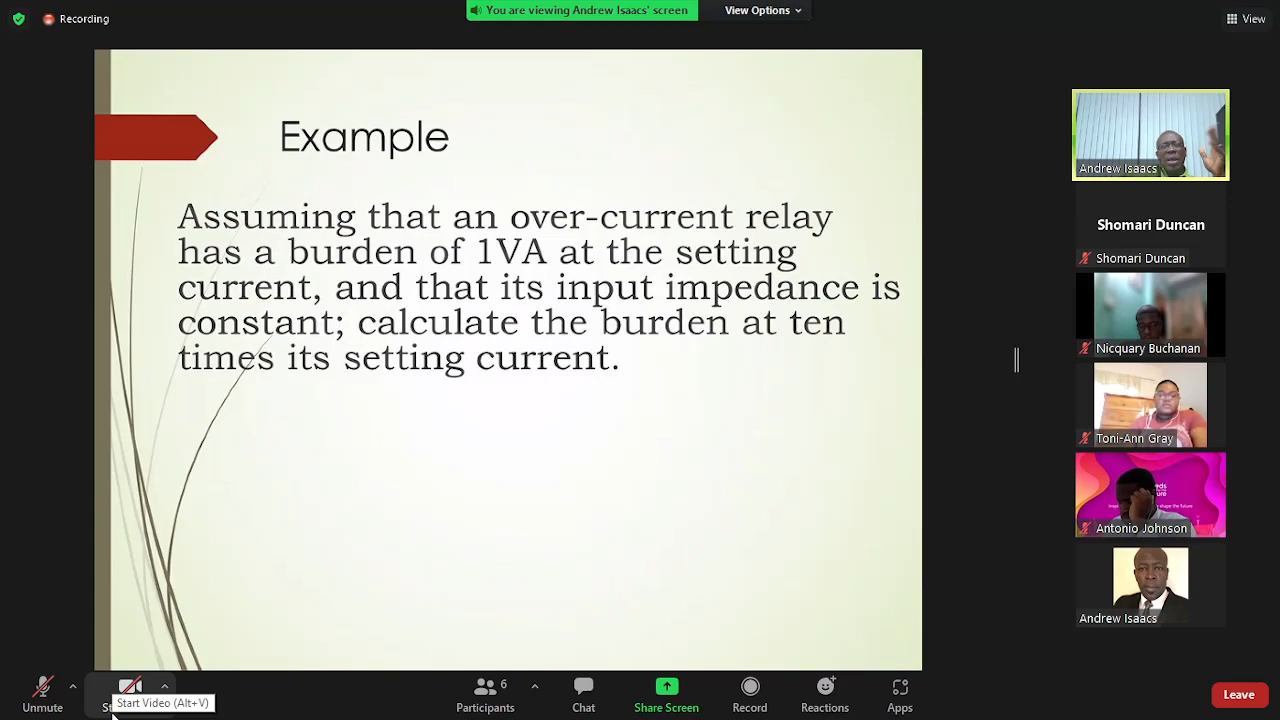 Recording
You are viewing Andrew Isaacs' screen
View Options
View
Example
Assuming that an over-current relay
has a burden of 1VA at the setting
current, and that its input impedance is
constant; calculate the burden at ten
times its setting current.
Andrew Isaacs
Shomari Duncan
Shomari Duncan
Nicquary Buchanan
Toni-Ann Gray
Antonio Johnson
Andrew Isaacs
Unmute
Start Video (Alt+V)
6
Participants
Chat
Share Screen
Record
Reactions
Apps
Leave